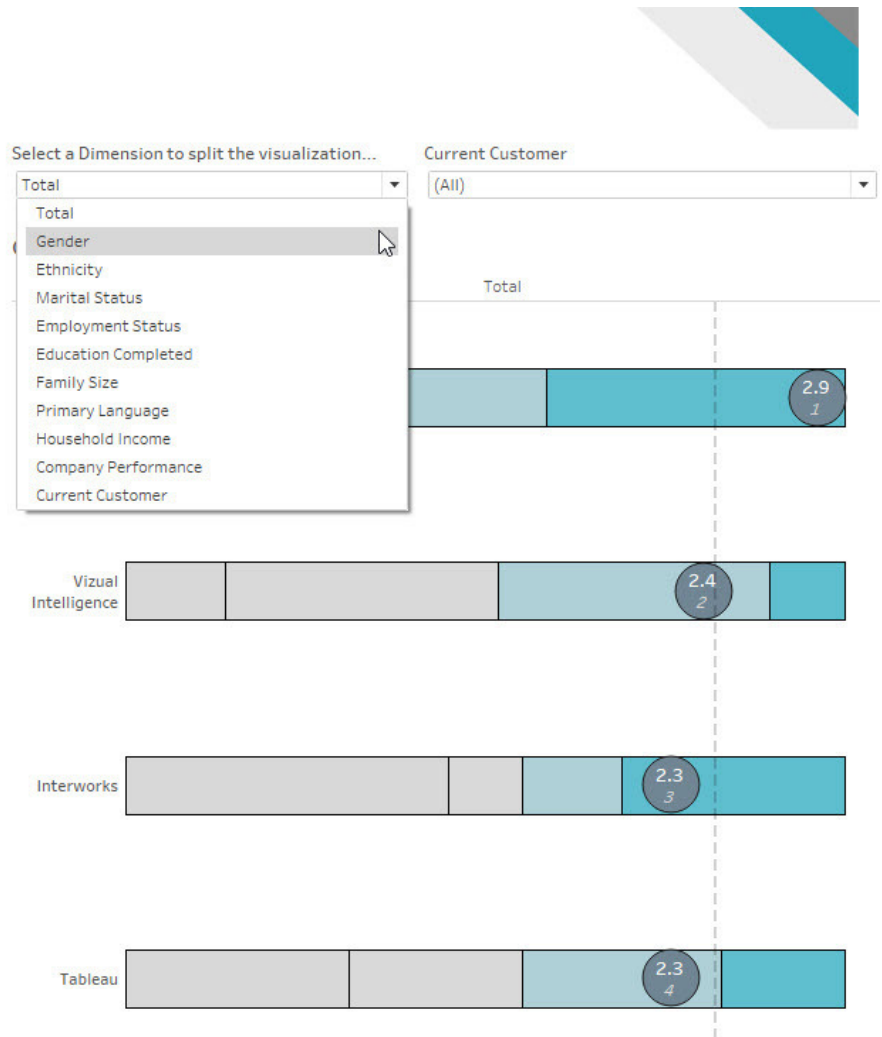 Select a Dimension to split the visualization...
Current Customer
Total
(All)
Total
Gender
Ethnicity
Marital Status
Employment Status
Education Completed
Family Size
Primary Language
Household Income
Company Performance
Current Customer
Total
2.9
1
Vizual
Intelligence
2.4
2
Interworks
2.3
3
Tableau
2.3
4